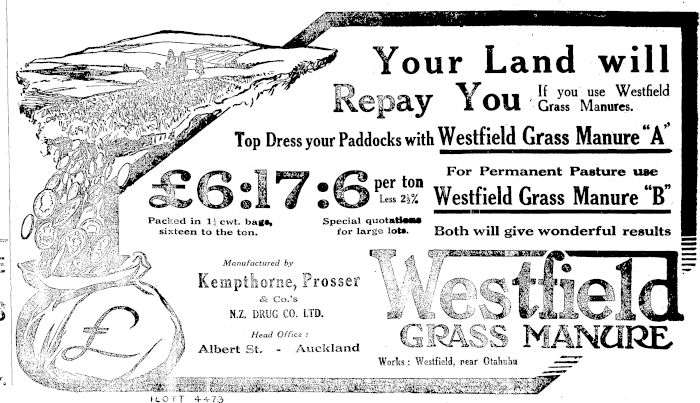 Your Land will
Repay You If you use Westfield
Grass Manures.
Top Dress your Paddocks with Westfield Grass Manure "A"
£6:17:6 per ton
Less 2½%
Packed in 1¼ cwt. bags,
sixteen to the ton.
Special quotations
for large lots.
For Permanent Pasture use
Westfield Grass Manure "B"
Both will give wonderful results
Manufactured by
Kempthorne, Prosser
& Co.'s
N.Z. DRUG CO. LTD.
Head Office :
Albert St. - Auckland
Westfield
GRASS MANURE
Works : Westfield, near Otahuhu
£
ILOTT 4473